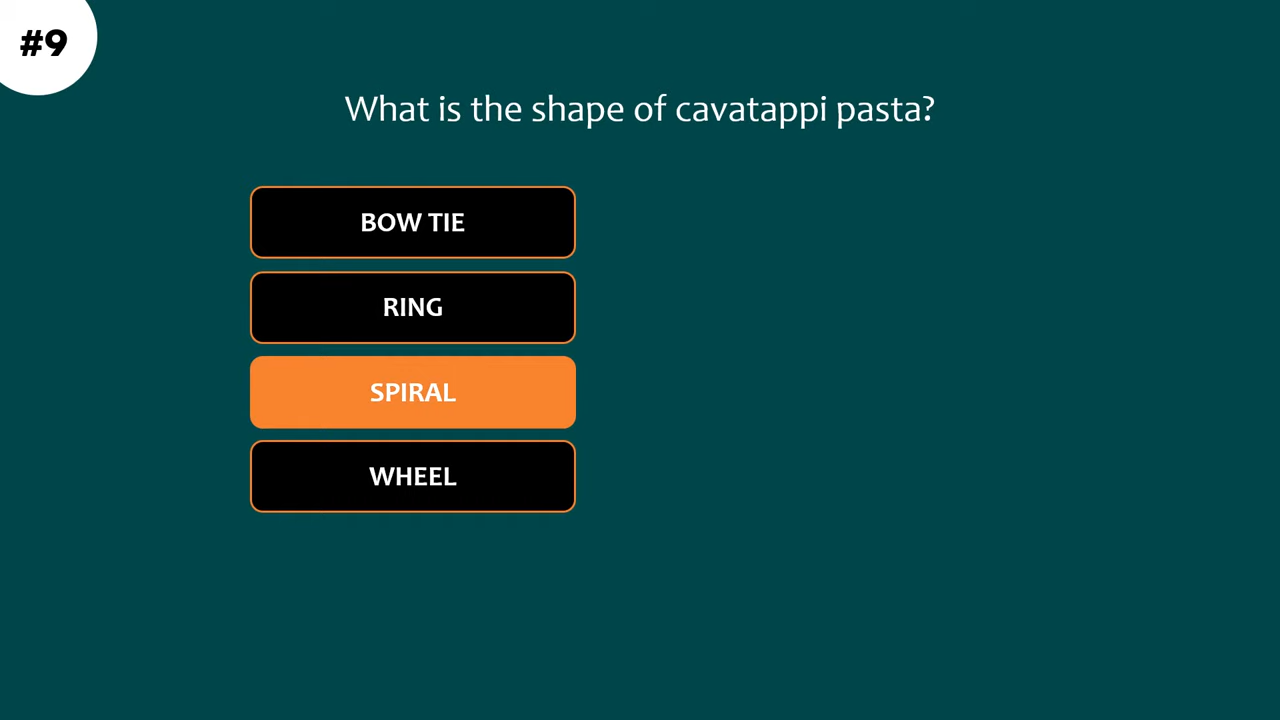 #9
What is the shape of cavatappi pasta?
BOW TIE
RING
SPIRAL
WHEEL